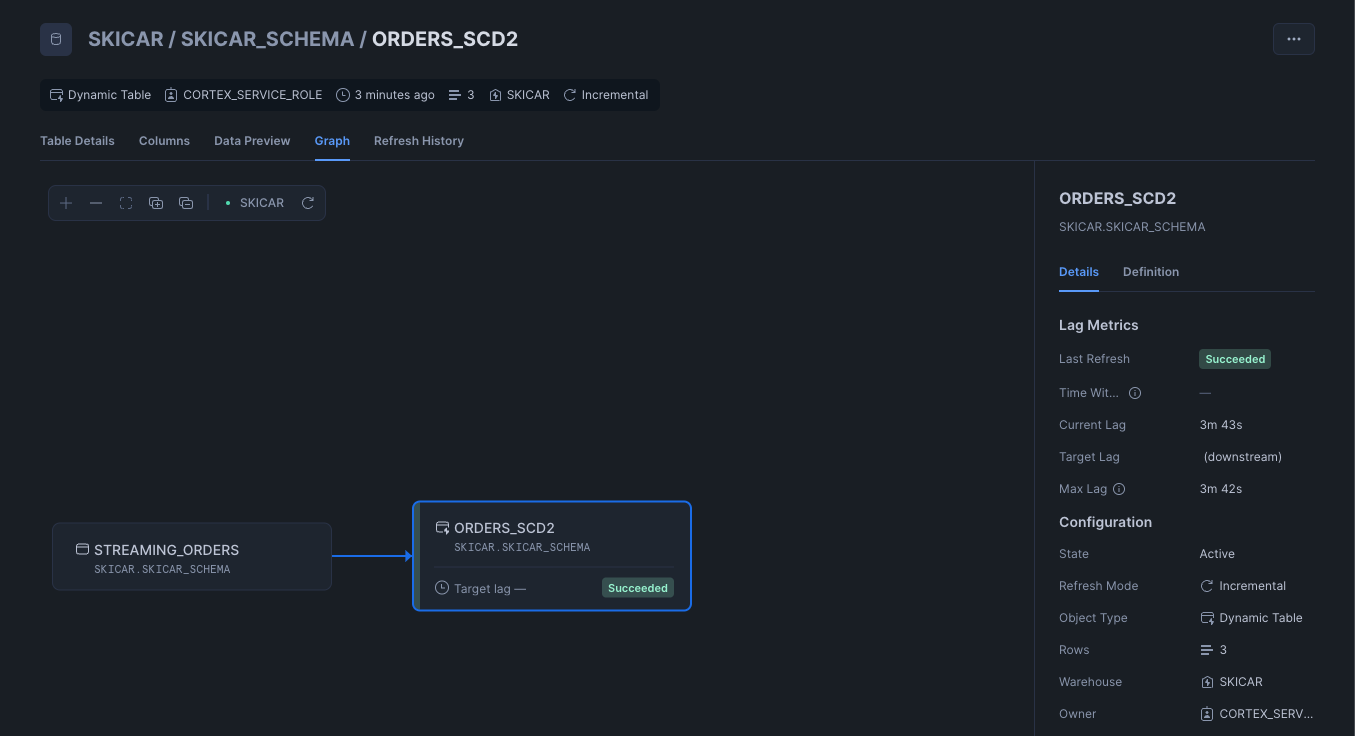 SKICAR / SKICAR_SCHEMA / ORDERS_SCD2
Dynamic Table CORTEX_SERVICE_ROLE 3 minutes ago 3 SKICAR Incremental
Table Details Columns Data Preview Graph Refresh History
SKICAR
STREAMING_ORDERS
SKICAR.SKICAR_SCHEMA
ORDERS_SCD2
SKICAR.SKICAR_SCHEMA
Target lag —
Succeeded
ORDERS_SCD2
SKICAR.SKICAR_SCHEMA
Details Definition
Lag Metrics
Last Refresh Succeeded
Time Wit... —
Current Lag 3m 43s
Target Lag (downstream)
Max Lag 3m 42s
Configuration
State Active
Refresh Mode Incremental
Object Type Dynamic Table
Rows 3
Warehouse SKICAR
Owner CORTEX_SERV...